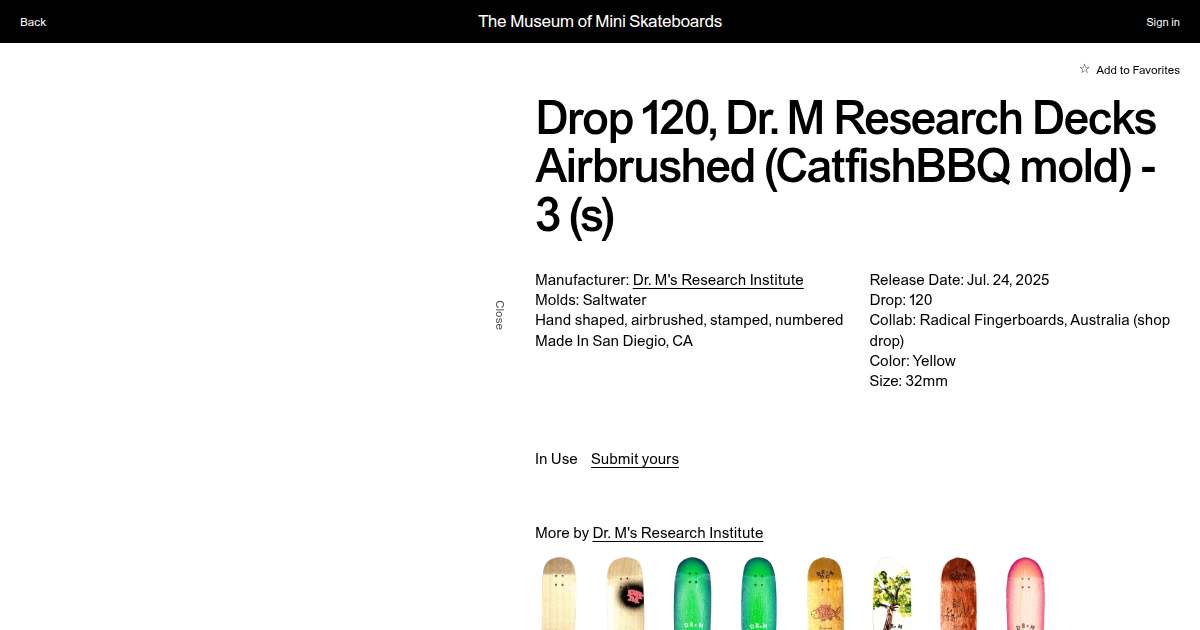 Back
The Museum of Mini Skateboards
Sign in
☆ Add to Favorites
Drop 120, Dr. M Research Decks
Airbrushed (CatfishBBQ mold) -
3 (s)
Close
Manufacturer: Dr. M's Research Institute
Molds: Saltwater
Hand shaped, airbrushed, stamped, numbered
Made In San Diegio, CA
Release Date: Jul. 24, 2025
Drop: 120
Collab: Radical Fingerboards, Australia (shop
drop)
Color: Yellow
Size: 32mm
In Use Submit yours
More by Dr. M's Research Institute